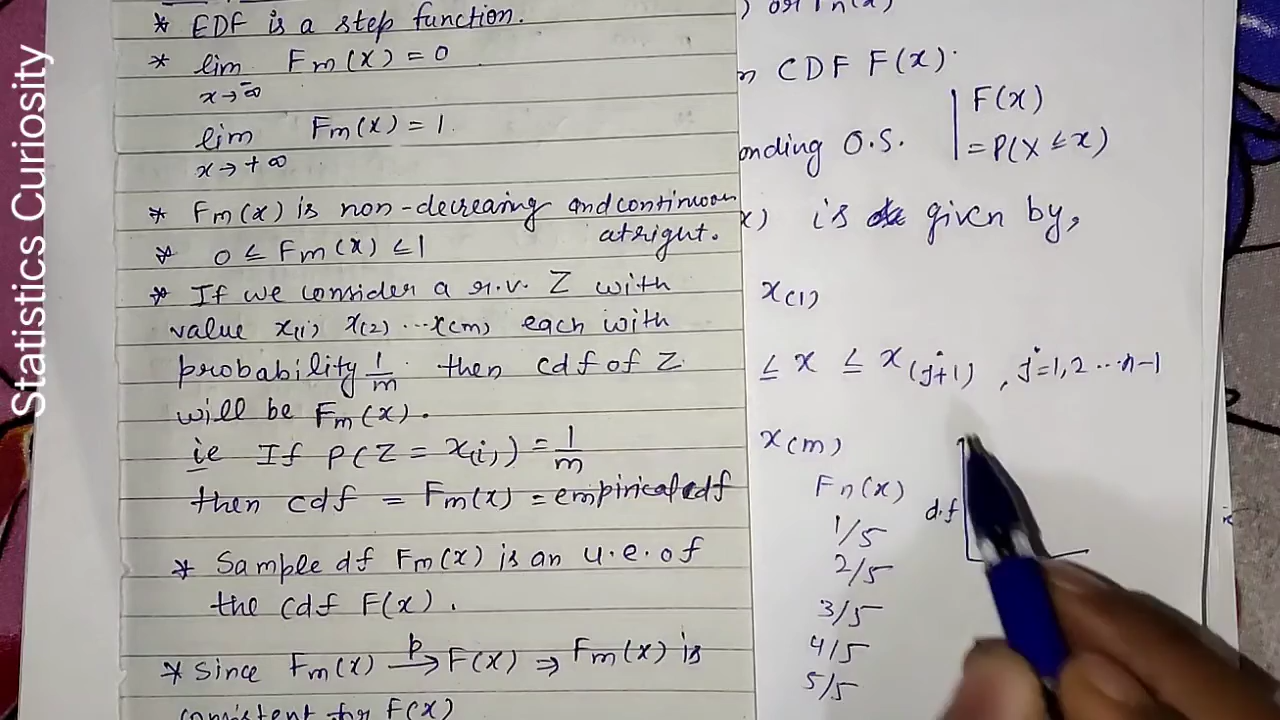 Statistics Curiosity
* EDF is a step function.
* lim Fm(x) = 0
x→-∞
lim Fm(x) = 1.
x→+∞
* Fm(x) is non-decreasing and continuous
at right.
* 0 ≤ Fm(x) ≤ 1
* If we consider a r.v. Z with
value x(1) x(2) ... x(m) each with
probability 1/m then cdf of Z
will be Fm(x).
ie If P(Z = x(i)) = 1/m
then cdf = Fm(x) = empirical cdf
* Sample df Fm(x) is an u.e. of
the cdf F(x).
* Since Fm(x) →p F(x) ⇒ Fm(x) is
consistent for F(x)
CDF F(x).
F(x)
= P(X ≤ x)
onding O.S.
x) is given by,
x(1)
≤ x ≤ x(j+1), j=1,2...n-1
x(m)
Fn(x)
d.f
1/5
2/5
3/5
4/5
5/5